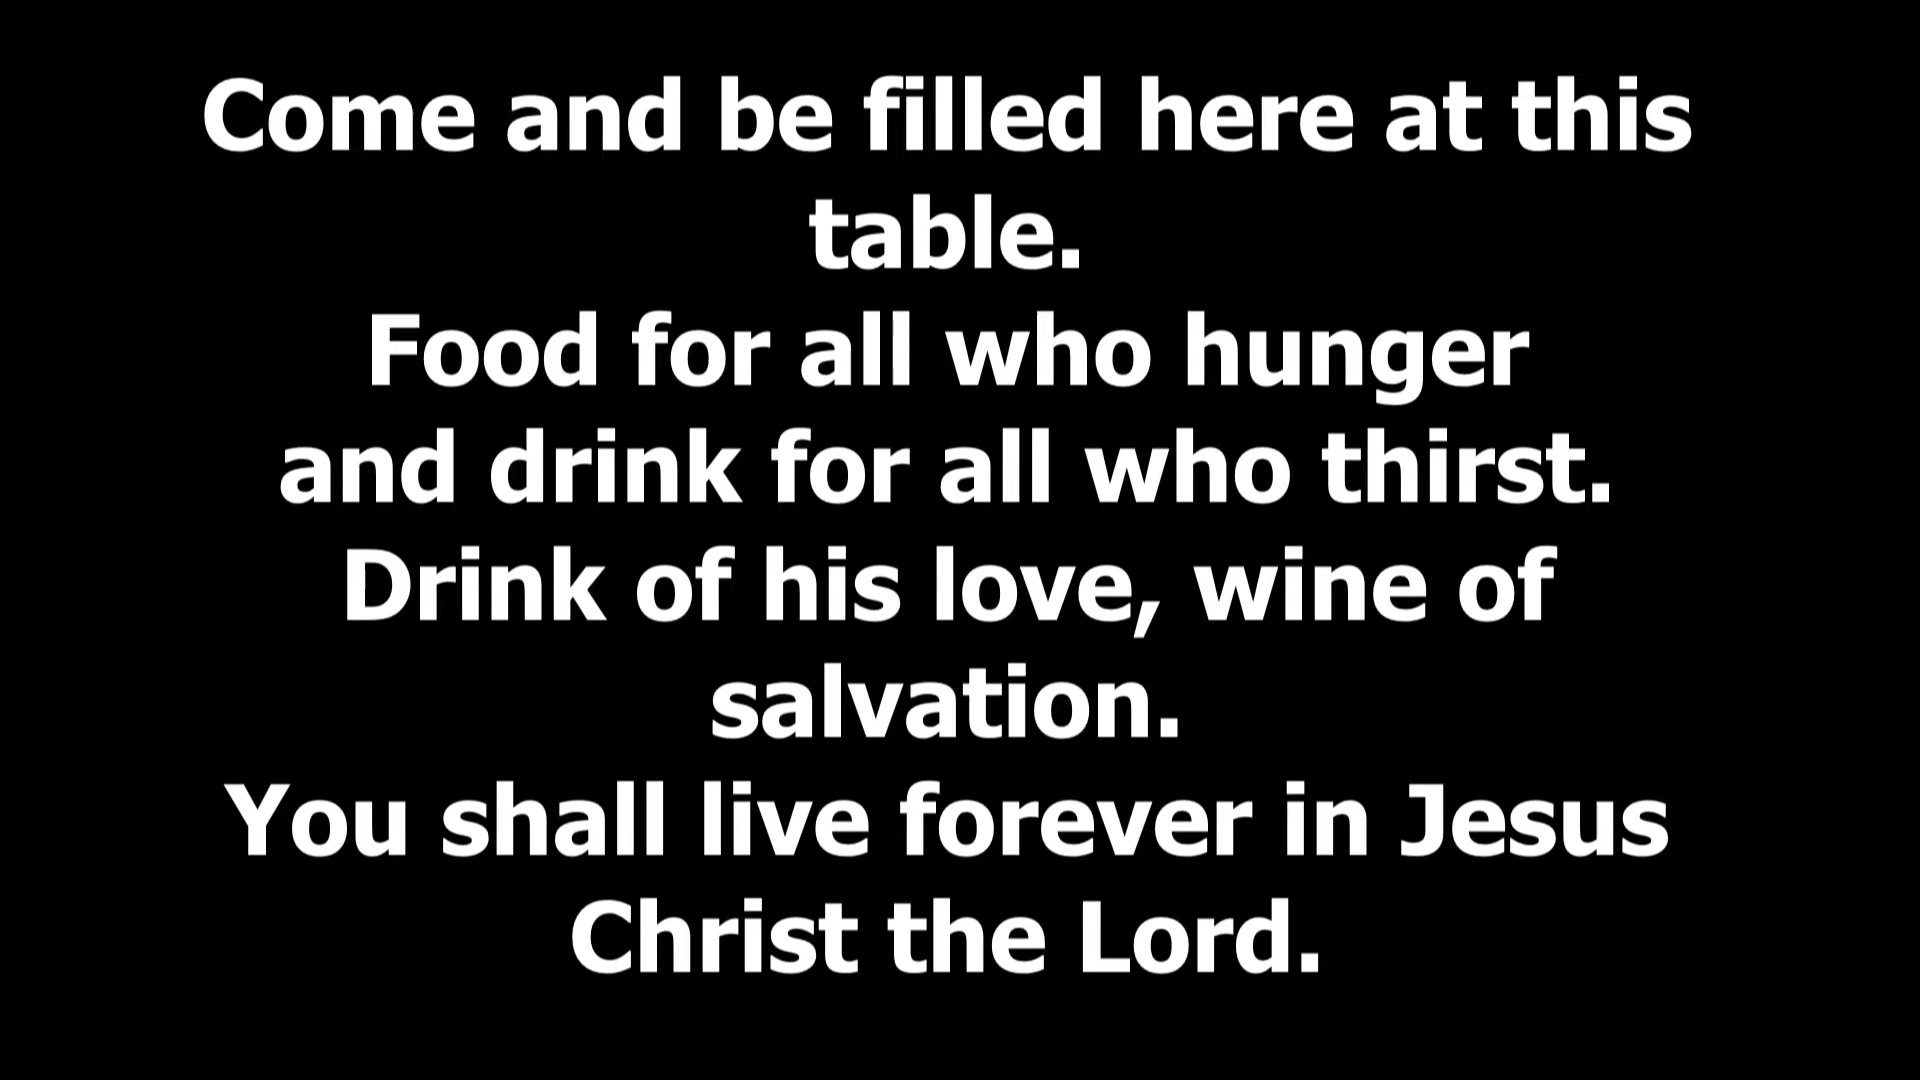 Come and be filled here at this
table.
Food for all who hunger
and drink for all who thirst.
Drink of his love, wine of
salvation.
You shall live forever in Jesus
Christ the Lord.